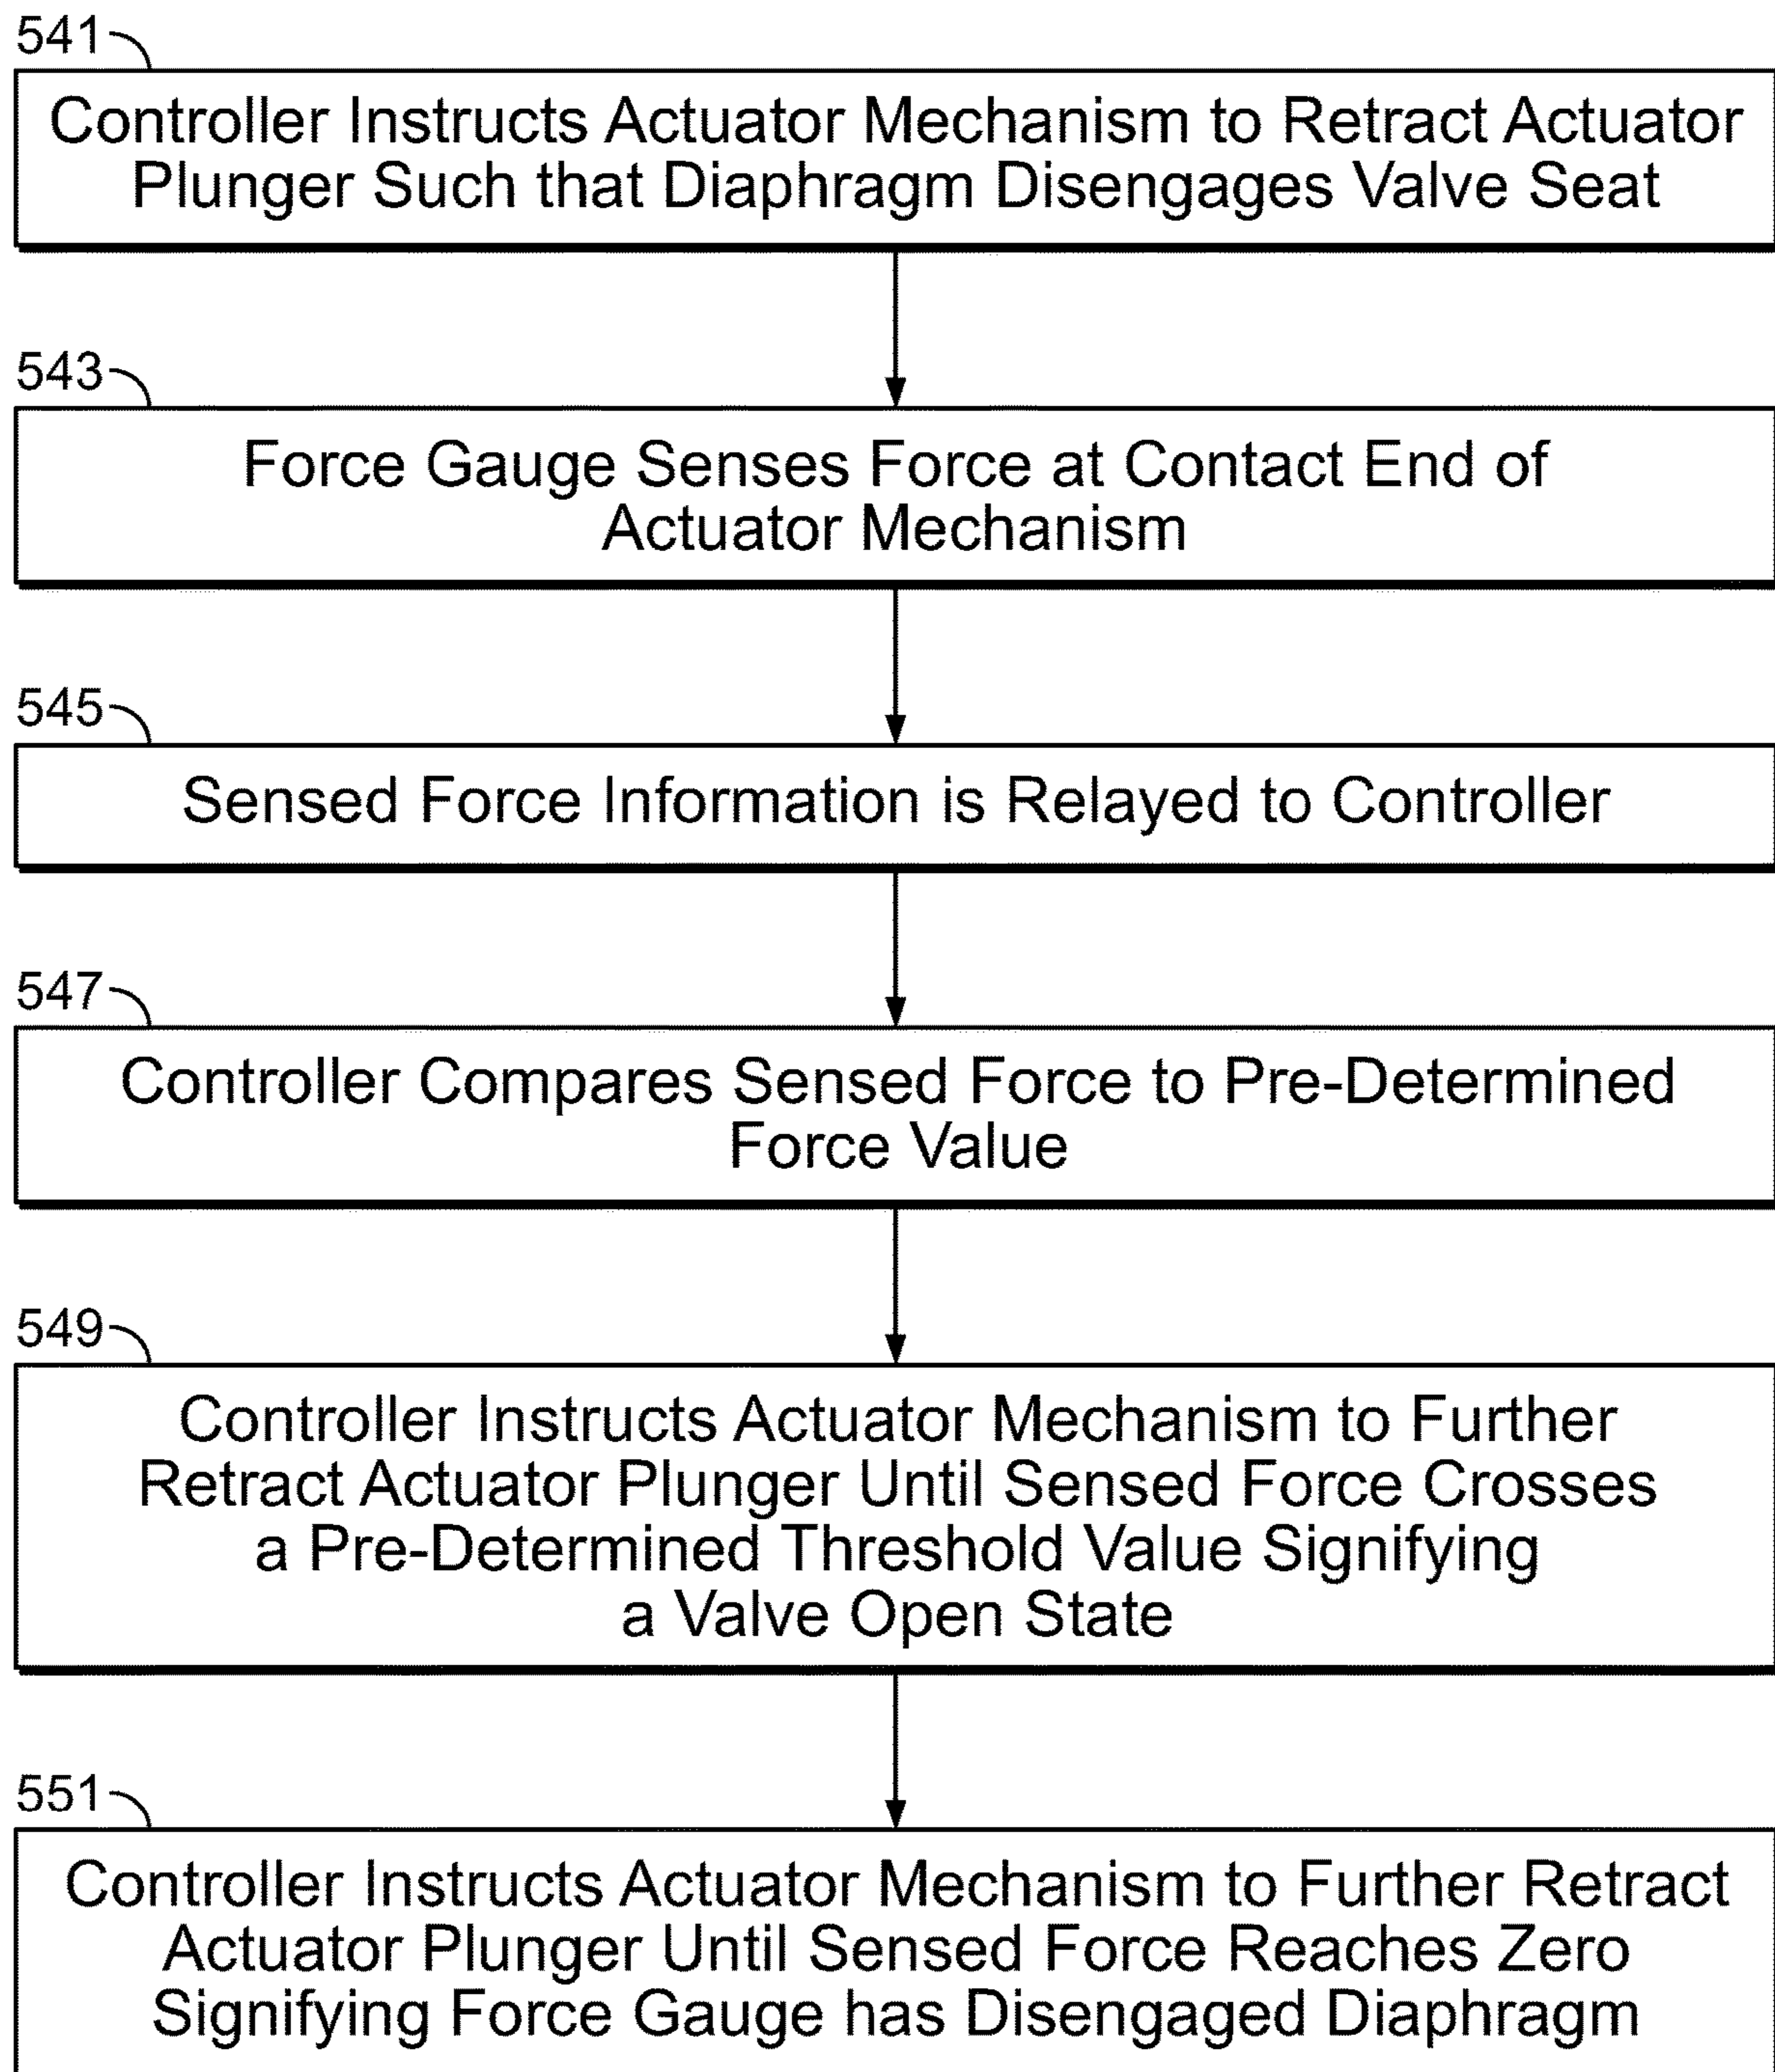 541
Controller Instructs Actuator Mechanism to Retract Actuator
Plunger Such that Diaphragm Disengages Valve Seat
543
Force Gauge Senses Force at Contact End of
Actuator Mechanism
545
Sensed Force Information is Relayed to Controller
547
Controller Compares Sensed Force to Pre-Determined
Force Value
549
Controller Instructs Actuator Mechanism to Further
Retract Actuator Plunger Until Sensed Force Crosses
a Pre-Determined Threshold Value Signifying
a Valve Open State
551
Controller Instructs Actuator Mechanism to Further Retract
Actuator Plunger Until Sensed Force Reaches Zero
Signifying Force Gauge has Disengaged Diaphragm